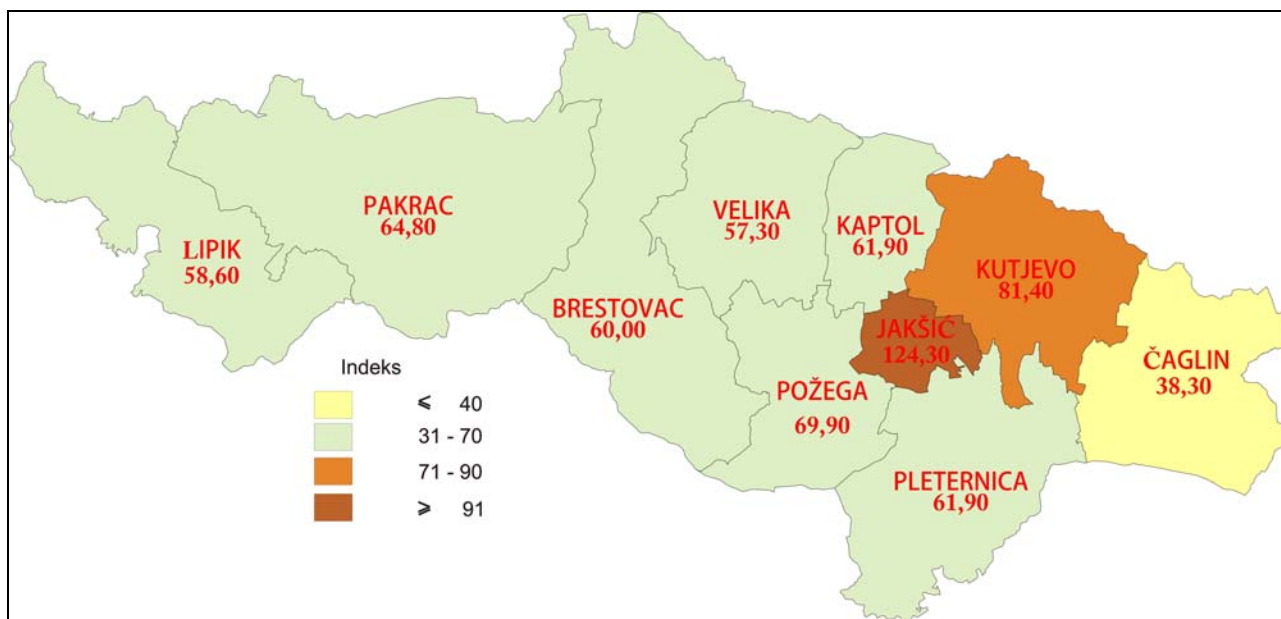 PAKRAC
64,80
LIPIK
58,60
VELIKA
57,30
KAPTOL
61,90
KUTJEVO
81,40
BRESTOVAC
60,00
JAKŠIĆ
124,30
ČAGLIN
38,30
POŽEGA
69,90
PLETERNICA
61,90
Indeks
⩽ 40
31 - 70
71 - 90
⩾ 91